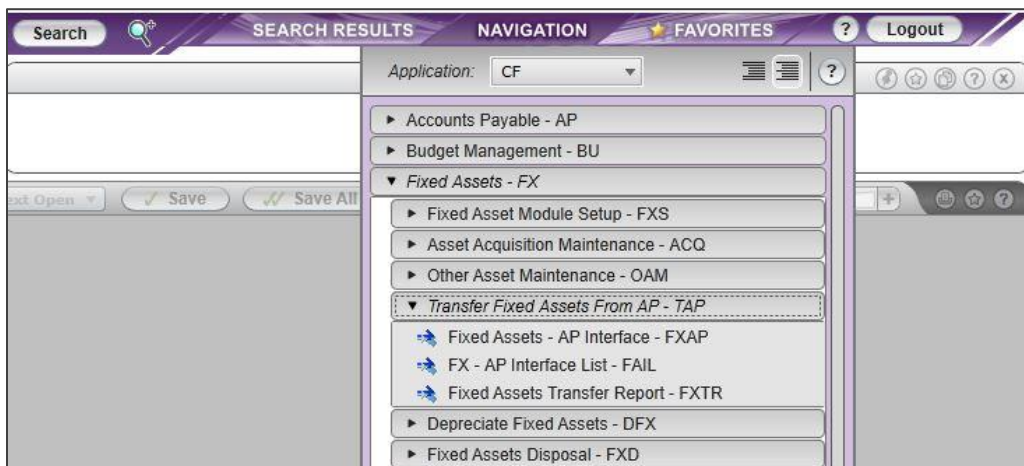 Search SEARCH RESULTS NAVIGATION FAVORITES ? Logout
Application: CF ?
? X
Accounts Payable - AP
Budget Management - BU
Fixed Assets - FX
ext Open Save Save All + ?
Fixed Asset Module Setup - FXS
Asset Acquisition Maintenance - ACQ
Other Asset Maintenance - OAM
Transfer Fixed Assets From AP - TAP
Fixed Assets - AP Interface - FXAP
FX - AP Interface List - FAIL
Fixed Assets Transfer Report - FXTR
Depreciate Fixed Assets - DFX
Fixed Assets Disposal - FXD